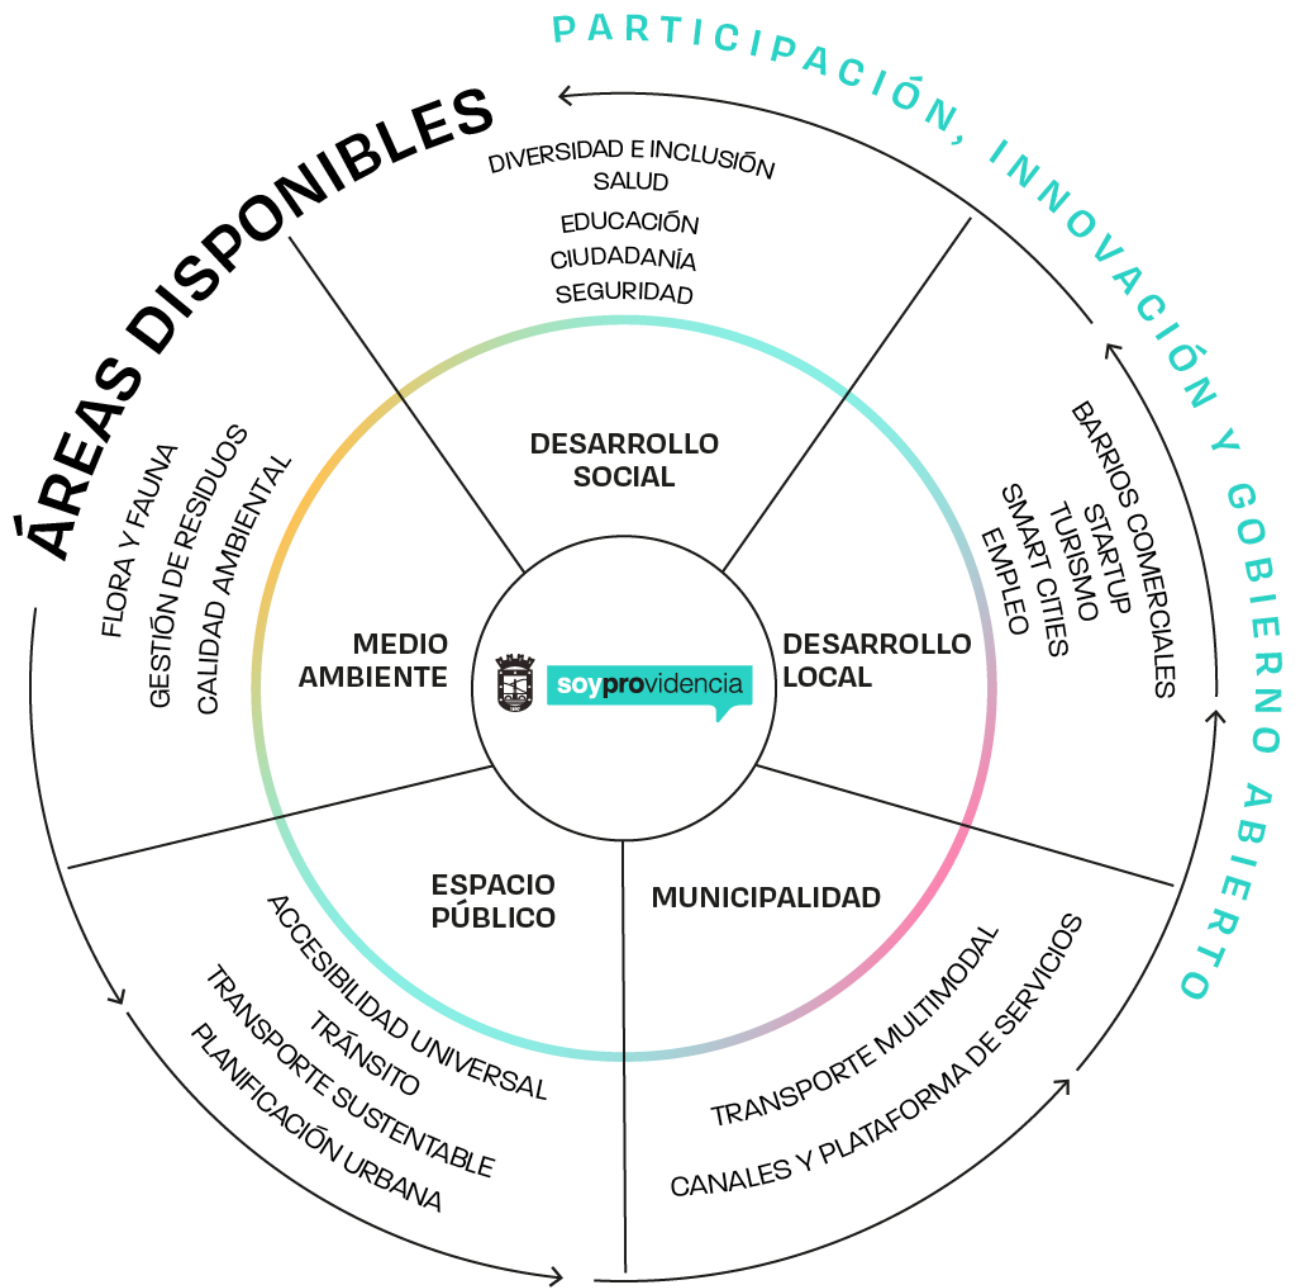 PARTICIPACIÓN, INNOVACIÓN Y GOBIERNO ABIERTO
ÁREAS DISPONIBLES
DIVERSIDAD E INCLUSIÓN
SALUD
EDUCACIÓN
CIUDADANÍA
SEGURIDAD
DESARROLLO
SOCIAL
BARRIOS COMERCIALES
STARTUP
TURISMO
SMART CITIES
EMPLEO
DESARROLLO
LOCAL
FLORA Y FAUNA
GESTIÓN DE RESIDUOS
CALIDAD AMBIENTAL
MEDIO
AMBIENTE
soyprovidencia
ESPACIO
PÚBLICO
ACCESIBILIDAD UNIVERSAL
TRÁNSITO
TRANSPORTE SUSTENTABLE
PLANIFICACIÓN URBANA
MUNICIPALIDAD
TRANSPORTE MULTIMODAL
CANALES Y PLATAFORMA DE SERVICIOS